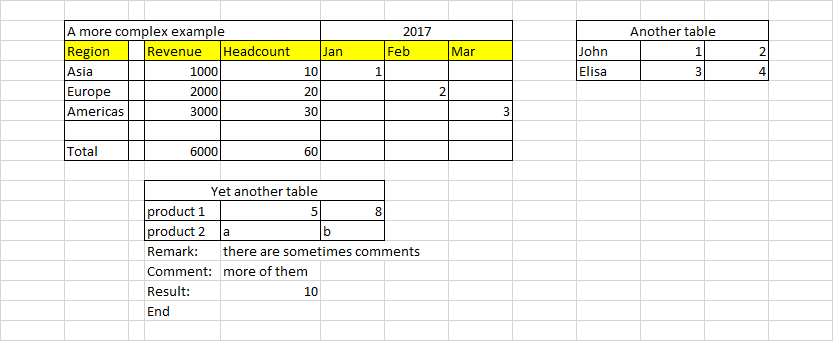 A more complex example 2017 Another table
Region Revenue Headcount Jan Feb Mar John 1 2
Asia 1000 10 1 Elisa 3 4
Europe 2000 20 2
Americas 3000 30 3
Total 6000 60
Yet another table
product 1 5 8
product 2 a b
Remark: there are sometimes comments
Comment: more of them
Result: 10
End